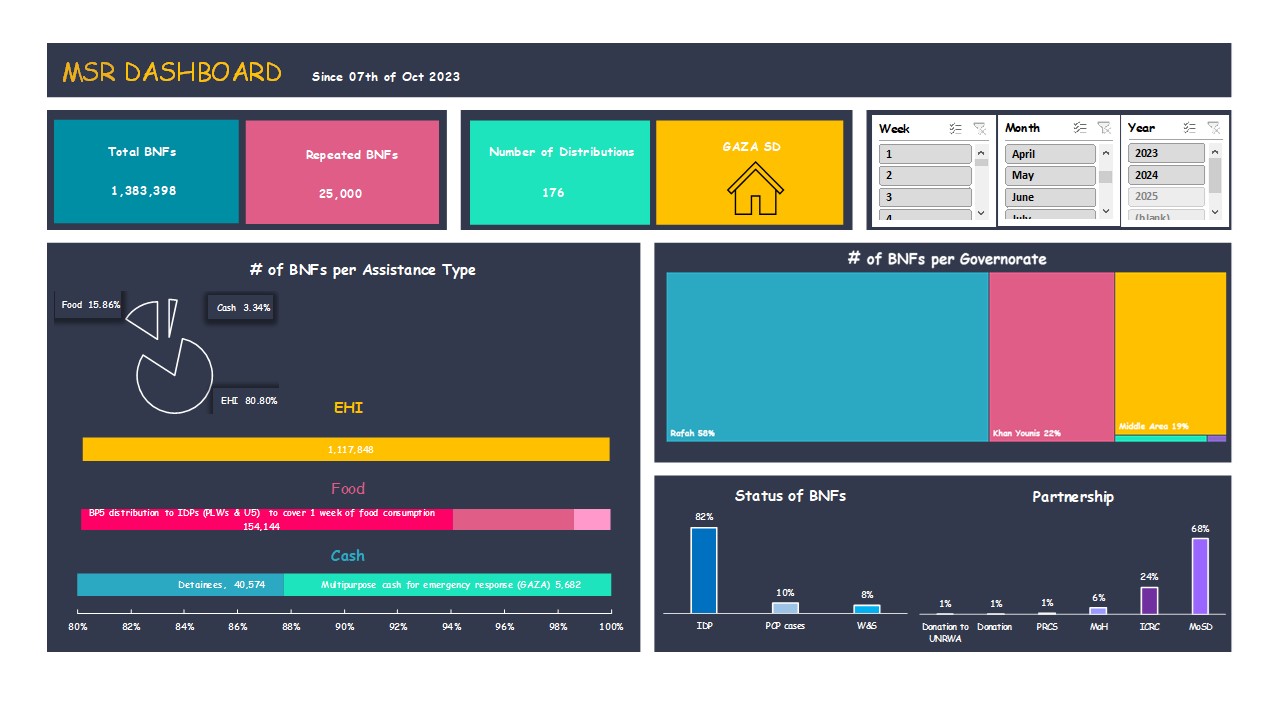 MSR DASHBOARD
Since 07th of Oct 2023
Total BNFs
1,383,398
Repeated BNFs
25,000
Number of Distributions
176
GAZA SD
Week
1
2
3
4
Month
April
May
June
July
Year
2023
2024
2025
(blank)
# of BNFs per Assistance Type
Food 15.86%
Cash 3.34%
EHI 80.80%
EHI
1,117,848
Food
BP5 distribution to IDPs (PLWs & U5) to cover 1 week of food consumption
154,144
Cash
Detainees, 40,574
Multipurpose cash for emergency response (GAZA) 5,682
80% 82% 84% 86% 88% 90% 92% 94% 96% 98% 100%
# of BNFs per Governorate
Rafah 58%
Khan Younis 22%
Middle Area 19%
Status of BNFs
82%
10%
8%
IDP PCP cases W&S
Partnership
1% 1% 1% 6% 24% 68%
Donation to UNRWA
Donation
PRCS
MoH
ICRC
MoSD